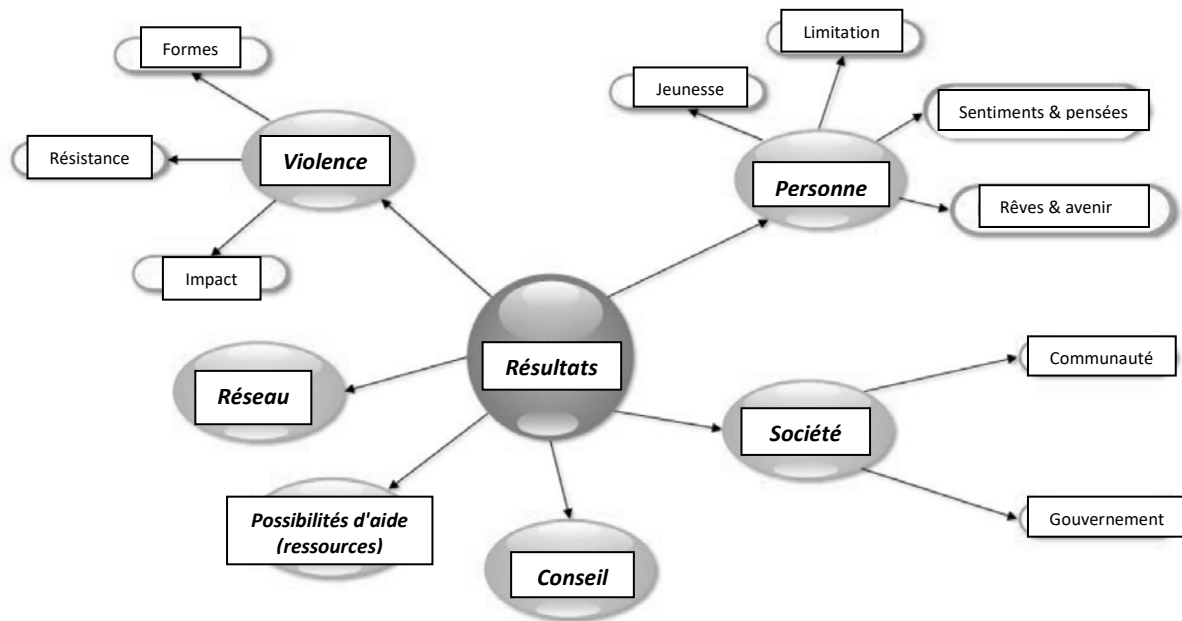 Formes
Limitation
Jeunesse
Sentiments & pensées
Résistance
Violence
Personne
Rêves & avenir
Impact
Résultats
Communauté
Réseau
Société
Possibilités d'aide
(ressources)
Gouvernement
Conseil